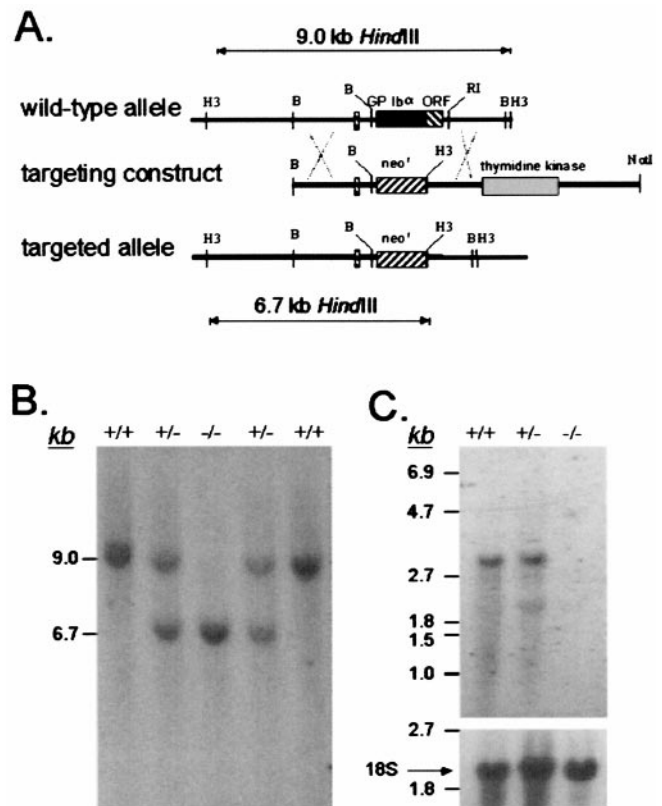 A.
9.0 kb HindIII
wild-type allele
H3 B B GP Ibα ORF RI BH3
targeting construct
B B neoʳ H3 thymidine kinase NotI
targeted allele
H3 B B neoʳ H3 BH3
6.7 kb HindIII
B.
kb +/+ +/- -/- +/- +/+
9.0
6.7
C.
kb +/+ +/- -/-
6.9
4.7
2.7
1.8
1.5
1.0
2.7
18S
1.8